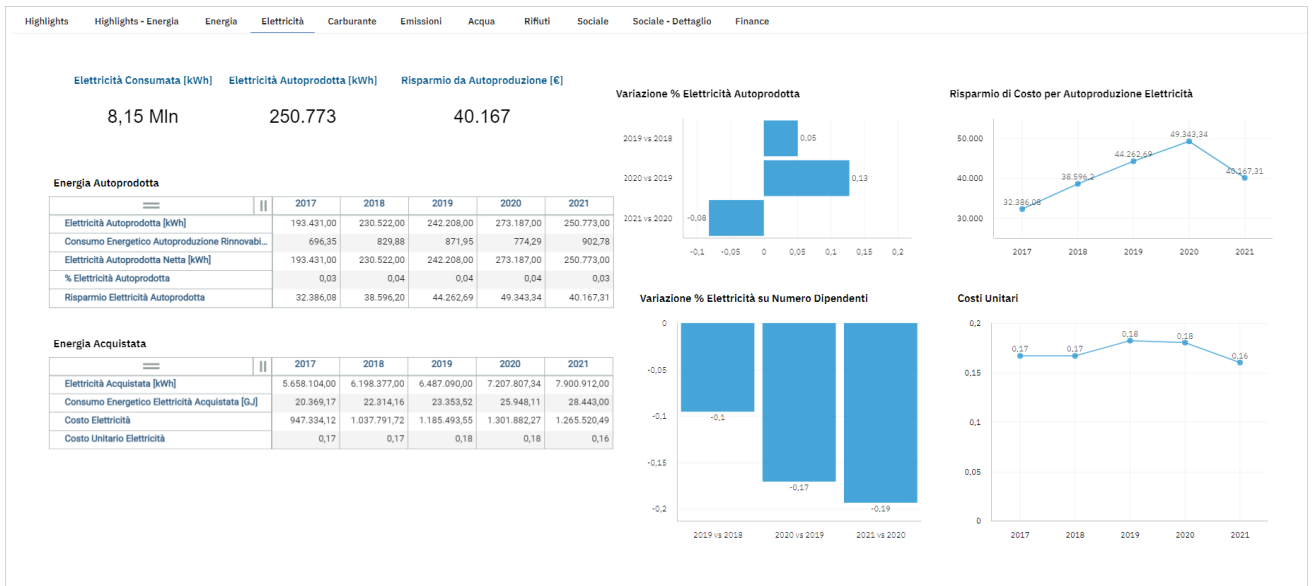 Highlights Highlights - Energia Energia Elettricità Carburante Emissioni Acqua Rifiuti Sociale Sociale - Dettaglio Finance
Elettricità Consumata [kWh] Elettricità Autoprodotta [kWh] Risparmio da Autoproduzione [€]
8,15 Mln 250.773 40.167
Energia Autoprodotta
2017 2018 2019 2020 2021
Elettricità Autoprodotta [kWh] 193.431,00 230.522,00 242.208,00 273.187,00 250.773,00
Consumo Energetico Autoproduzione Rinnovabi... 696,35 829,88 871,95 774,29 902,78
Elettricità Autoprodotta Netta [kWh] 193.431,00 230.522,00 242.208,00 273.187,00 250.773,00
% Elettricità Autoprodotta 0,03 0,04 0,04 0,04 0,03
Risparmio Elettricità Autoprodotta 32.386,08 38.596,20 44.262,69 49.343,34 40.167,31
Energia Acquistata
2017 2018 2019 2020 2021
Elettricità Acquistata [kWh] 5.658.104,00 6.198.377,00 6.487.090,00 7.207.807,34 7.900.912,00
Consumo Energetico Elettricità Acquistata [GJ] 20.369,17 22.314,16 23.353,52 25.948,11 28.443,00
Costo Elettricità 947.334,12 1.037.791,72 1.185.493,55 1.301.882,27 1.265.520,49
Costo Unitario Elettricità 0,17 0,17 0,18 0,18 0,16
Variazione % Elettricità Autoprodotta
2019 vs 2018 0,05
2020 vs 2019 0,13
2021 vs 2020 -0,08
-0,1 -0,05 0 0,05 0,1 0,15 0,2
Risparmio di Costo per Autoproduzione Elettricità
50.000
40.000
30.000
32.386,08 38.596,2 44.262,69 49.343,34 40.167,31
2017 2018 2019 2020 2021
Variazione % Elettricità su Numero Dipendenti
0
-0,05
-0,1
-0,15
-0,2
-0,1 -0,17 -0,19
2019 vs 2018 2020 vs 2019 2021 vs 2020
Costi Unitari
0,2
0,15
0,1
0,05
0
0,17 0,17 0,18 0,18 0,16
2017 2018 2019 2020 2021